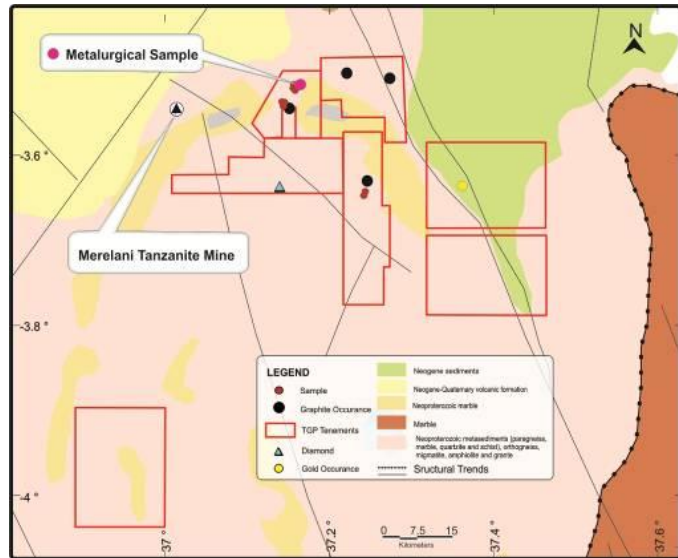 Metalurgical Sample
N
-3.6 °
Merelani Tanzanite Mine
-3.8 °
LEGEND
Sample
Graphite Occurance
TGP Tenements
Diamond
Gold Occurance
Neogene sediments
Neogene-Quaternary volcanic formation
Neoproterozoic marble
Marble
Neoproterozoic metasediments (paragneiss,
marble, quartzite and schist), orthogneiss,
migmatite, amphiolite and granite
Sructural Trends
-4 °
0 7.5 15
Kilometers
37 °
37.2 °
37.4 °
37.6 °